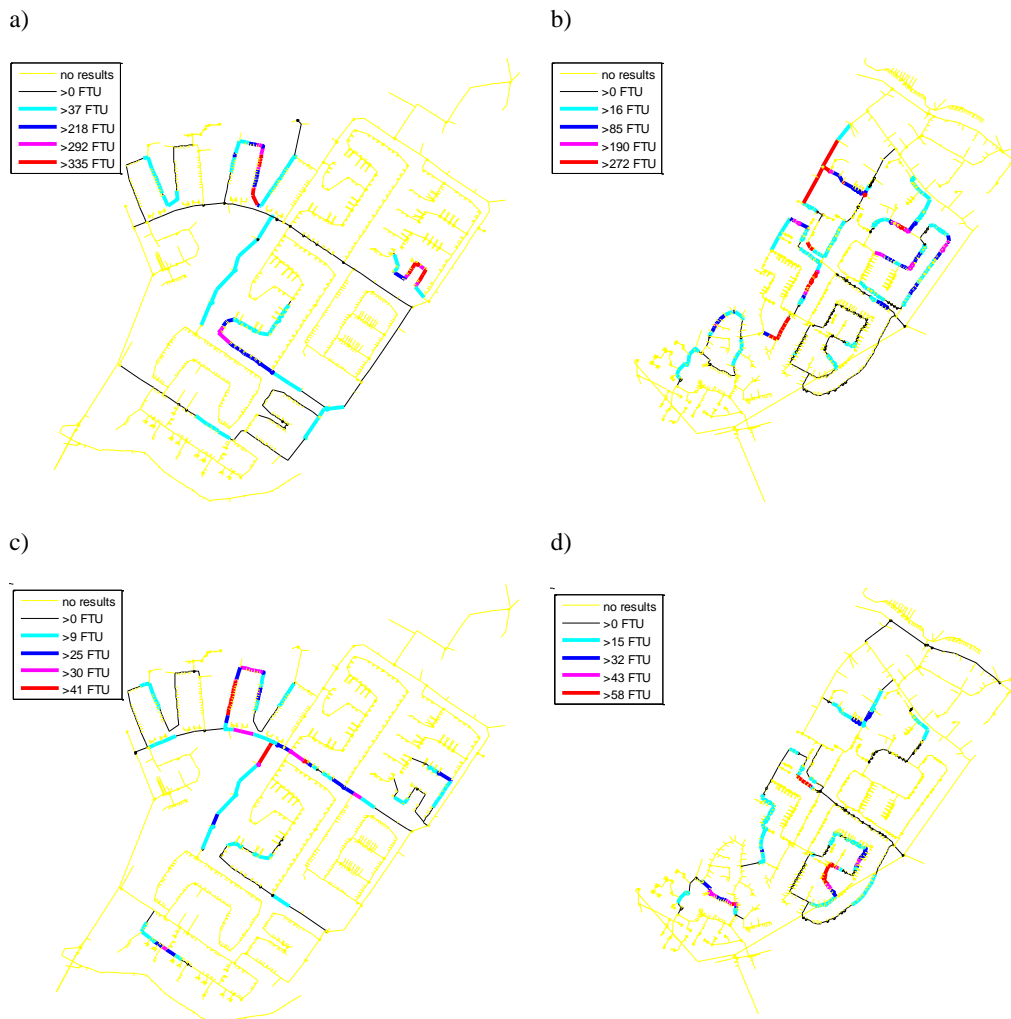 a)
no results
>0 FTU
>37 FTU
>218 FTU
>292 FTU
>335 FTU
b)
no results
>0 FTU
>16 FTU
>85 FTU
>190 FTU
>272 FTU
c)
no results
>0 FTU
>9 FTU
>25 FTU
>30 FTU
>41 FTU
d)
no results
>0 FTU
>15 FTU
>32 FTU
>43 FTU
>58 FTU